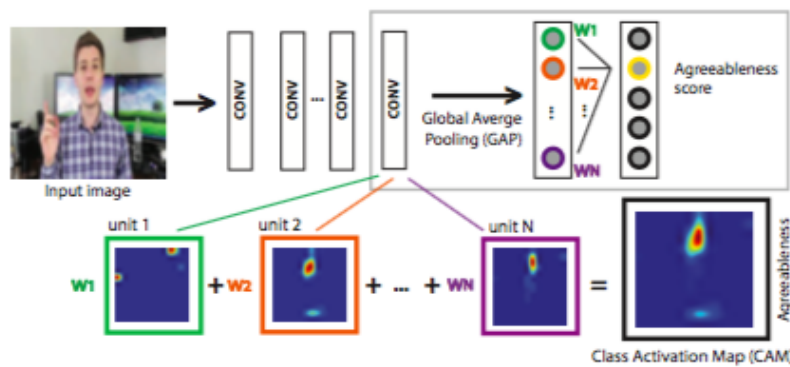 CONV
CONV
...
CONV
CONV
Global Averge
Pooling (GAP)
W1
W2
WN
Agreeableness
score
Input image
unit 1
unit 2
unit N
W1
+ W2
+ ... + WN
=
Agreeableness
Class Activation Map (CAM)